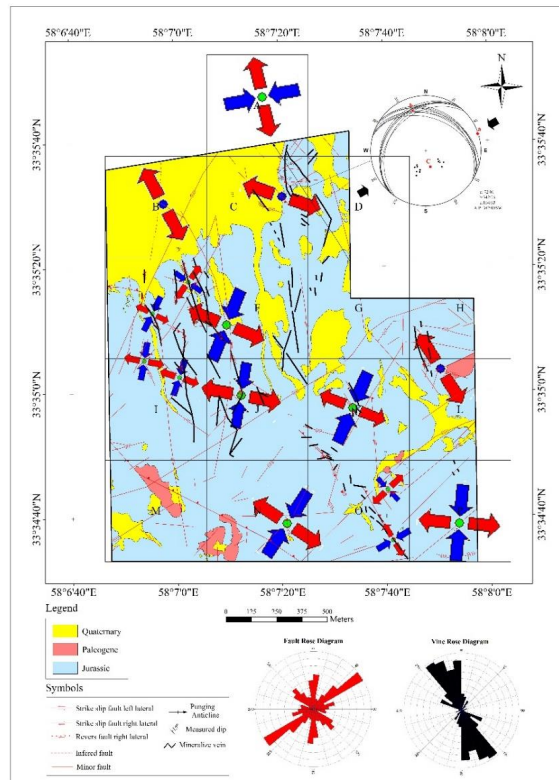 58°6'40"E 58°7'0"E 58°7'20"E 58°7'40"E 58°8'0"E
N
33°35'40"N 33°35'40"N
N
W E
C
S
B C D
33°35'20"N 33°35'20"N
F G H
33°35'0"N 33°35'0"N
I J L
M N O
33°34'40"N 33°34'40"N
58°6'40"E 58°7'0"E 58°7'20"E 58°7'40"E 58°8'0"E
Legend
Quaternary
Paleogene
Jurassic
0 175 250 375 500
Meters
Fault Rose Diagram
Vine Rose Diagram
Symbols
Strike slip fault left lateral
Strike slip fault right lateral
Revers fault right lateral
Infered fault
Minor fault
Punging
Anticline
Measured dip
Mineralize vein